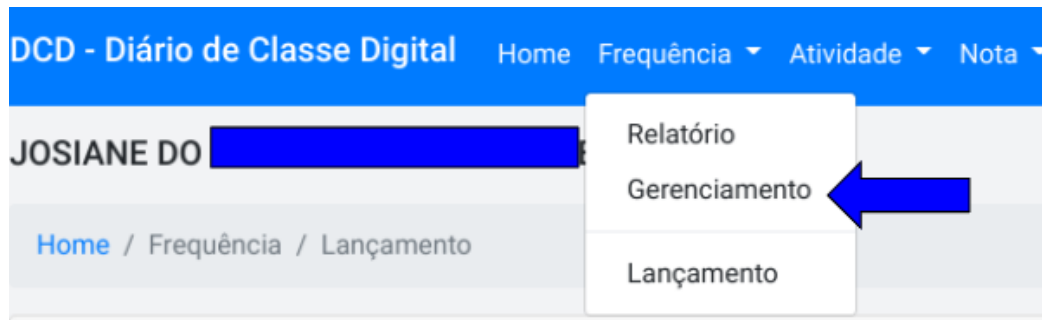 DCD - Diário de Classe Digital Home Frequência Atividade Nota
JOSIANE DO
Relatório
Gerenciamento
Home / Frequência / Lançamento
Lançamento